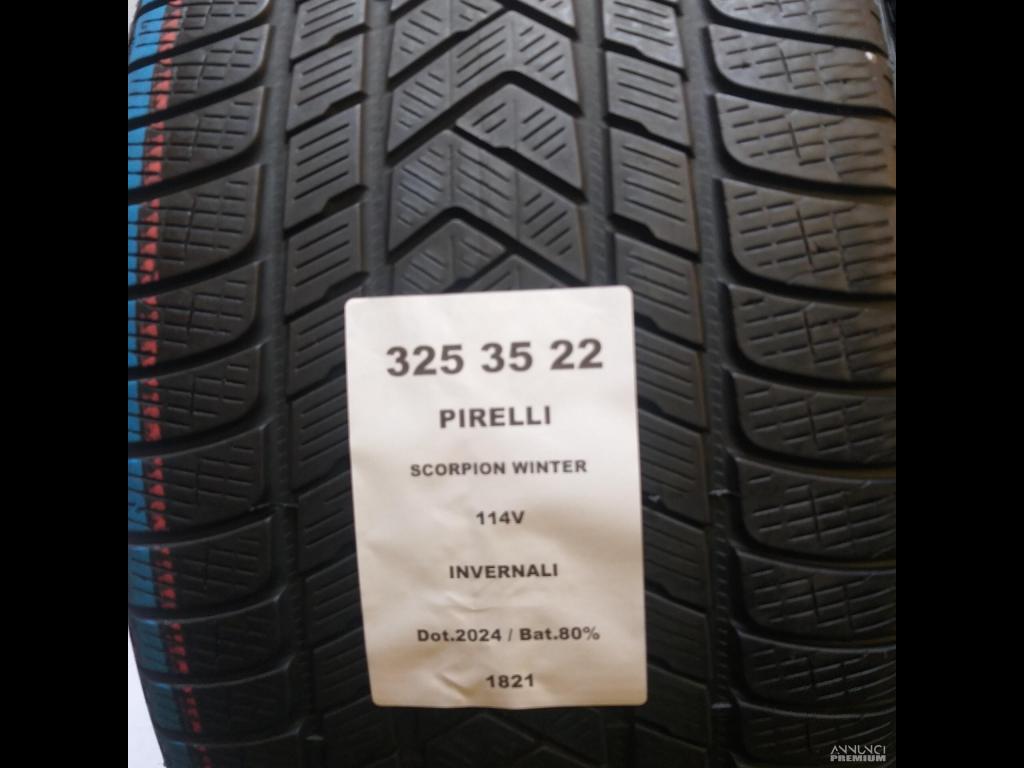 325 35 22
PIRELLI
SCORPION WINTER
114V
INVERNALI
Dot.2024 / Bat.80%
1821
ANNUNCI
PREMIUM